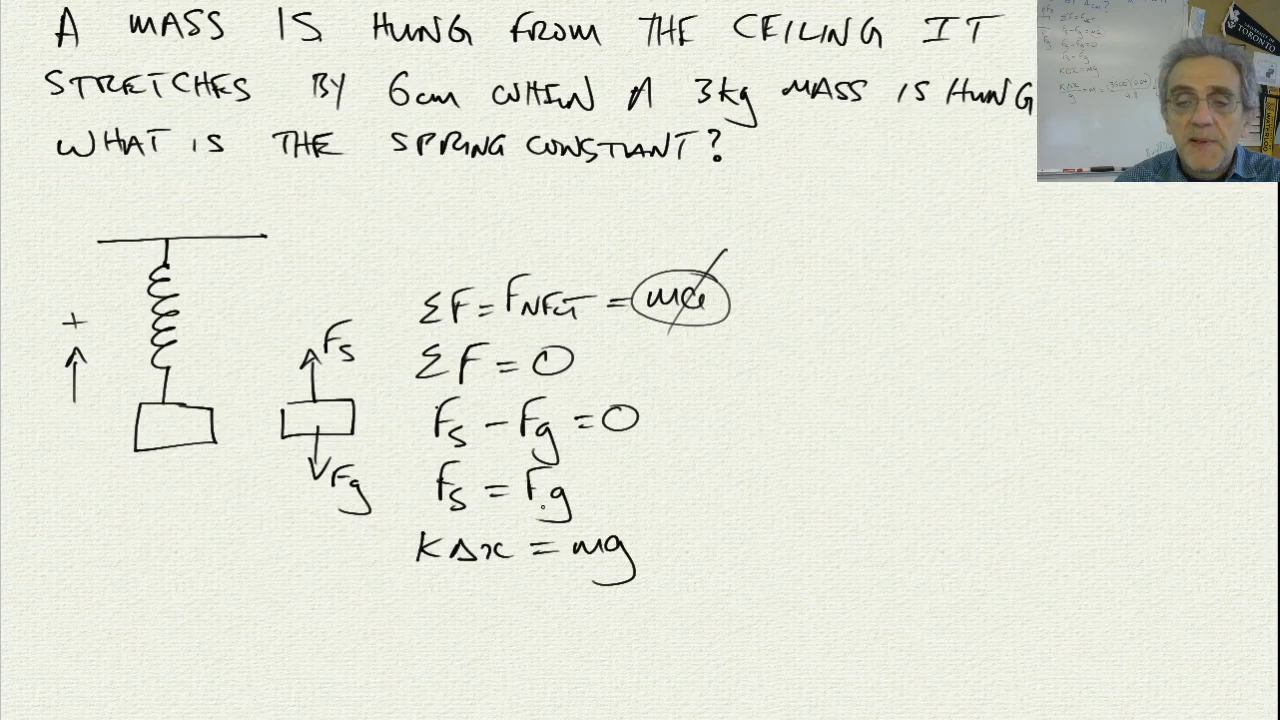 A MASS IS HUNG FROM THE CEILING IT
STRETCHES BY 6cm WHEN A 3kg MASS IS HUNG
WHAT IS THE SPRING CONSTANT?
+
Fs
Fg
ΣF = FNET = ma
ΣF = 0
Fs - Fg = 0
Fs = Fg
KΔx = mg
TORONTO